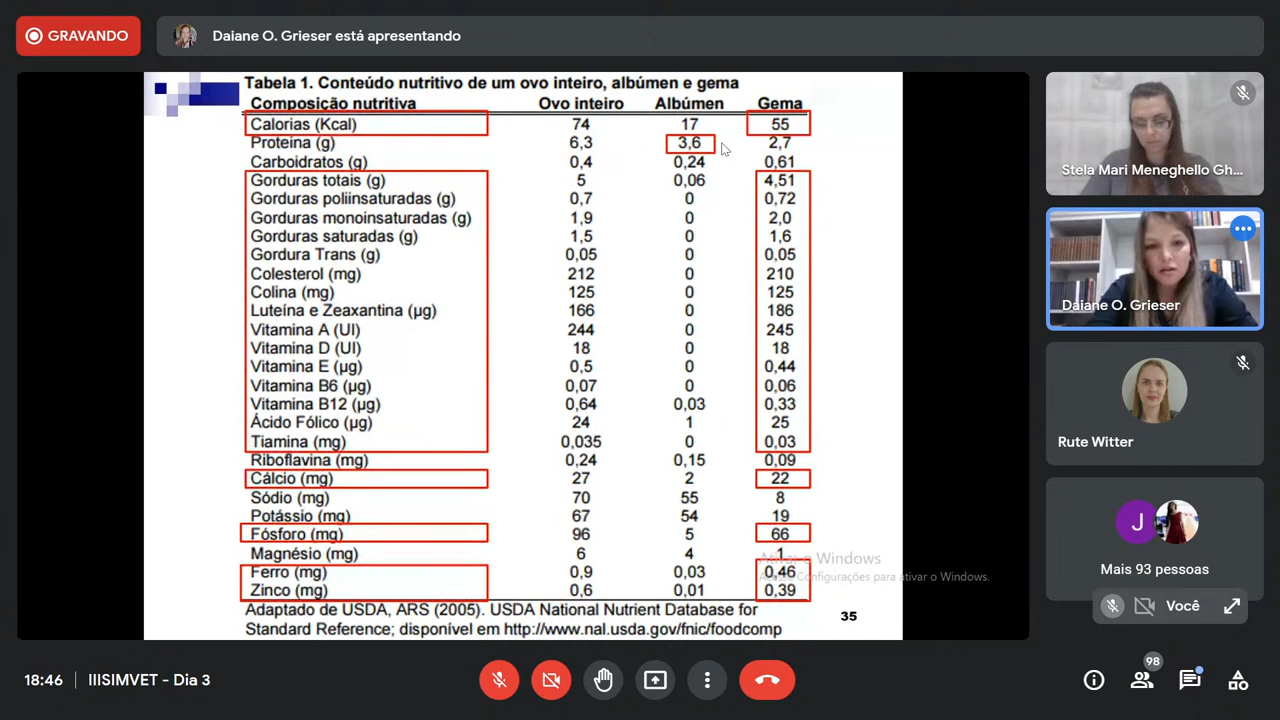 GRAVANDO
Daiane O. Grieser está apresentando
Tabela 1. Conteúdo nutritivo de um ovo inteiro, albúmen e gema
Composição nutritiva Ovo inteiro Albúmen Gema
Calorias (Kcal) 74 17 55
Proteina (g) 6,3 3,6 2,7
Carboidratos (g) 0,4 0,24 0,61
Gorduras totais (g) 5 0,06 4,51
Gorduras poliinsaturadas (g) 0,7 0 0,72
Gorduras monoinsaturadas (g) 1,9 0 2,0
Gorduras saturadas (g) 1,5 0 1,6
Gordura Trans (g) 0,05 0 0,05
Colesterol (mg) 212 0 210
Colina (mg) 125 0 125
Luteína e Zeaxantina (µg) 166 0 186
Vitamina A (UI) 244 0 245
Vitamina D (UI) 18 0 18
Vitamina E (µg) 0,5 0 0,44
Vitamina B6 (µg) 0,07 0 0,06
Vitamina B12 (µg) 0,64 0,03 0,33
Ácido Fólico (µg) 24 1 25
Tiamina (mg) 0,035 0 0,03
Riboflavina (mg) 0,24 0,15 0,09
Cálcio (mg) 27 2 22
Sódio (mg) 70 55 8
Potássio (mg) 67 54 19
Fósforo (mg) 96 5 66
Magnésio (mg) 6 4 1
Ferro (mg) 0,9 0,03 0,46
Zinco (mg) 0,6 0,01 0,39
Adaptado de USDA, ARS (2005). USDA National Nutrient Database for
Standard Reference; disponível em http://www.nal.usda.gov/fnic/foodcomp
35
Ativar o Windows
Configurações para ativar o Windows.
Stela Mari Meneghello Gh...
Daiane O. Grieser
Rute Witter
J
Mais 93 pessoas
Você
18:46 | IIISIMVET - Dia 3
98